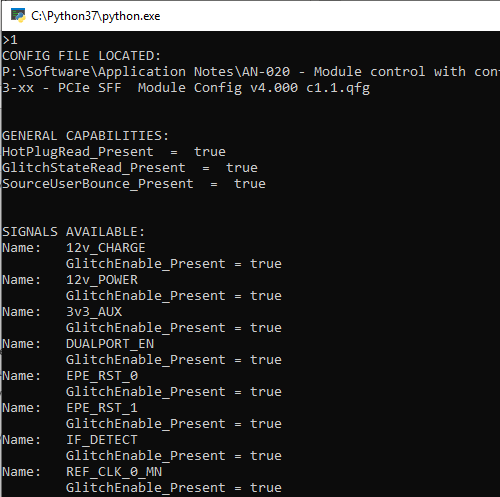 C:\Python37\python.exe
>1
CONFIG FILE LOCATED:
P:\Software\Application Notes\AN-020 - Module control with con
3-xx - PCIe SFF  Module Config v4.000 c1.1.qfg
GENERAL CAPABILITIES:
HotPlugRead_Present  =  true
GlitchStateRead_Present  =  true
SourceUserBounce_Present  =  true
SIGNALS AVAILABLE:
Name:   12v_CHARGE
        GlitchEnable_Present = true
Name:   12v_POWER
        GlitchEnable_Present = true
Name:   3v3_AUX
        GlitchEnable_Present = true
Name:   DUALPORT_EN
        GlitchEnable_Present = true
Name:   EPE_RST_0
        GlitchEnable_Present = true
Name:   EPE_RST_1
        GlitchEnable_Present = true
Name:   IF_DETECT
        GlitchEnable_Present = true
Name:   REF_CLK_0_MN
        GlitchEnable_Present = true